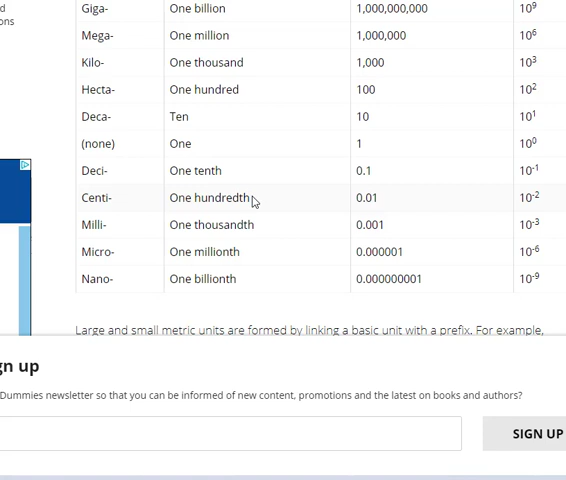 d
ons
Giga- One billion 1,000,000,000 10⁹
Mega- One million 1,000,000 10⁶
Kilo- One thousand 1,000 10³
Hecta- One hundred 100 10²
Deca- Ten 10 10¹
(none) One 1 10⁰
Deci- One tenth 0.1 10⁻¹
Centi- One hundredth 0.01 10⁻²
Milli- One thousandth 0.001 10⁻³
Micro- One millionth 0.000001 10⁻⁶
Nano- One billionth 0.000000001 10⁻⁹
Large and small metric units are formed by linking a basic unit with a prefix. For example,
gn up
Dummies newsletter so that you can be informed of new content, promotions and the latest on books and authors?
SIGN UP